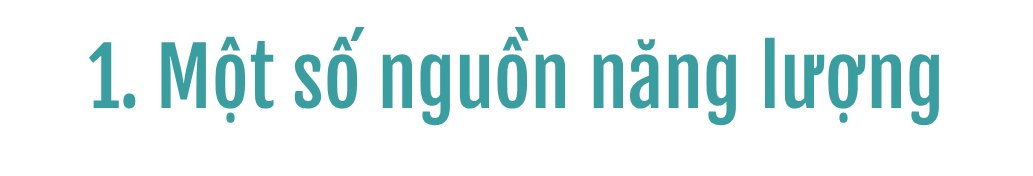 1. Một số nguồn năng lượng